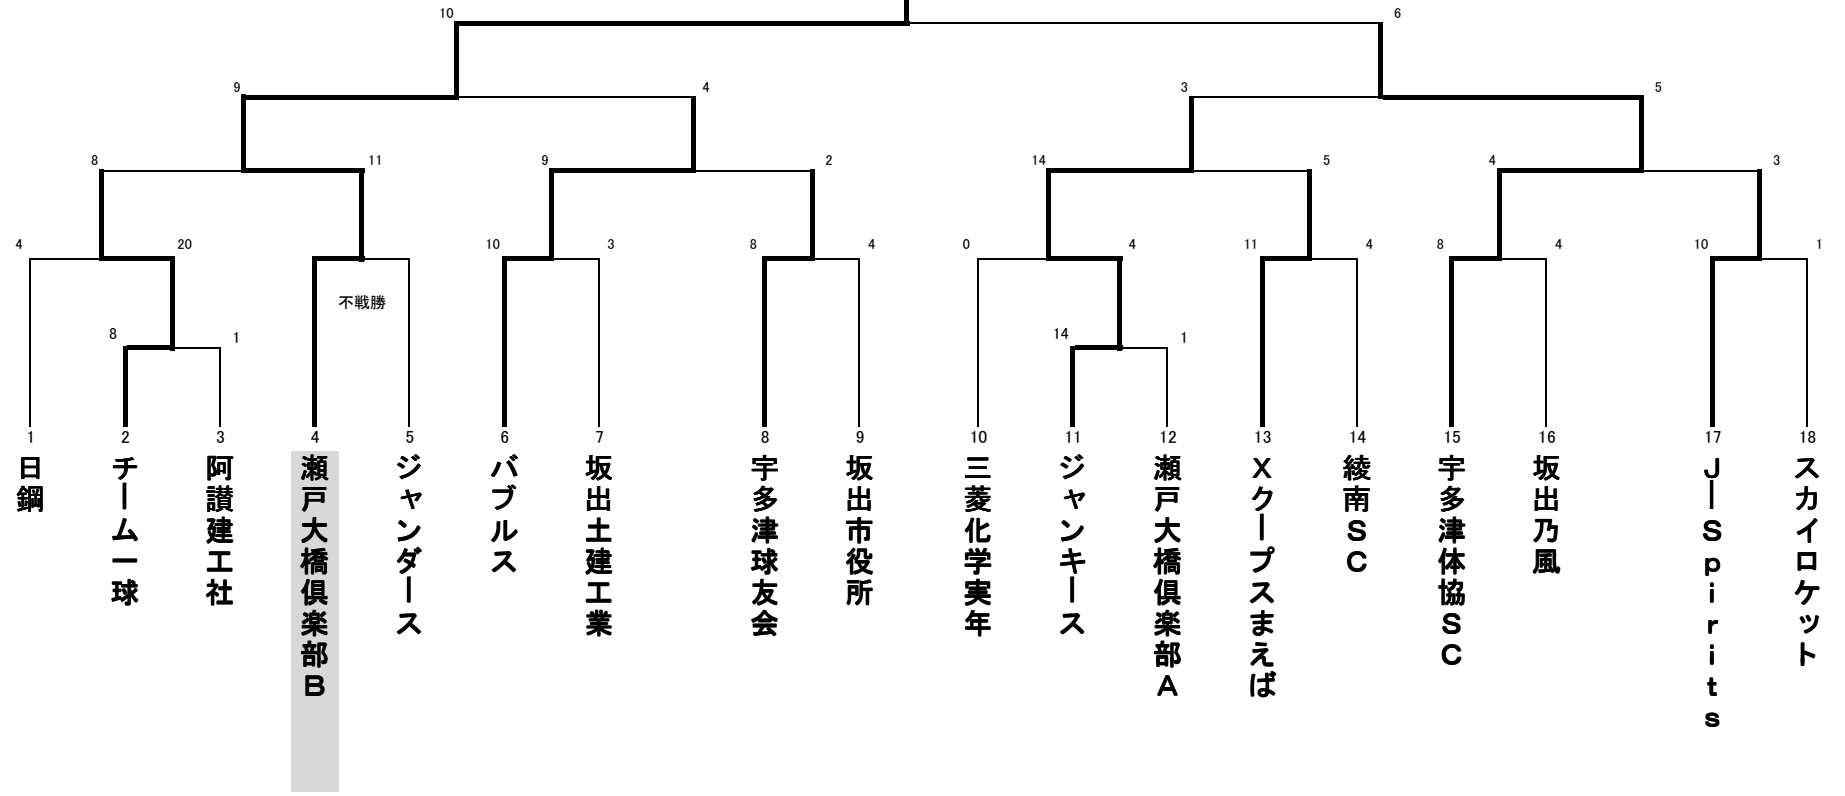 10 6
9 4 3 5
8 11 9 2 14 5 4 3
4 20 10 3 8 4 0 4 11 4 8 4 10 1
不戦勝
8 1 14 1
1 2 3 4 5 6 7 8 9 10 11 12 13 14 15 16 17 18
日鋼
チーム一球
阿讃建工社
瀬戸大橋倶楽部B
ジャンダース
バブルス
坂出土建工業
宇多津球友会
坂出市役所
三菱化学実年
ジャンキース
瀬戸大橋倶楽部A
Xクープスまえば
綾南SC
宇多津体協SC
坂出乃風
J－Spirits
スカイロケット